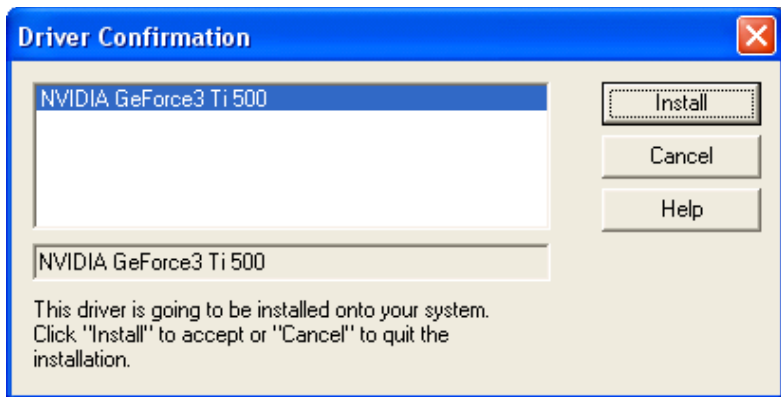 Driver Confirmation
NVIDIA GeForce3 Ti 500
Install
Cancel
Help
NVIDIA GeForce3 Ti 500
This driver is going to be installed onto your system.
Click "Install" to accept or "Cancel" to quit the
installation.